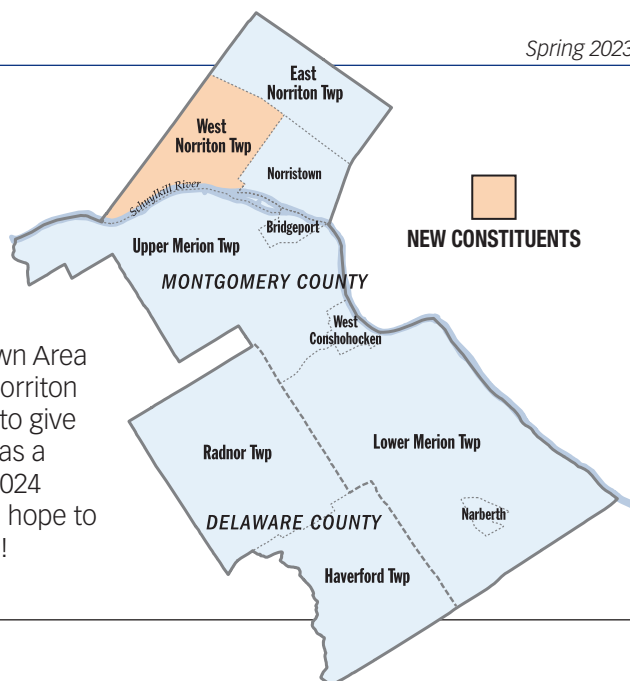 Spring 2023
East
Norriton Twp
West
Norriton Twp
Norristown
Schuylkill River
Bridgeport
NEW CONSTITUENTS
Upper Merion Twp
MONTGOMERY COUNTY
West
Conshohocken
wn Area
orriton
to give
as a
024
hope to
!
Radnor Twp
Lower Merion Twp
Narberth
DELAWARE COUNTY
Haverford Twp